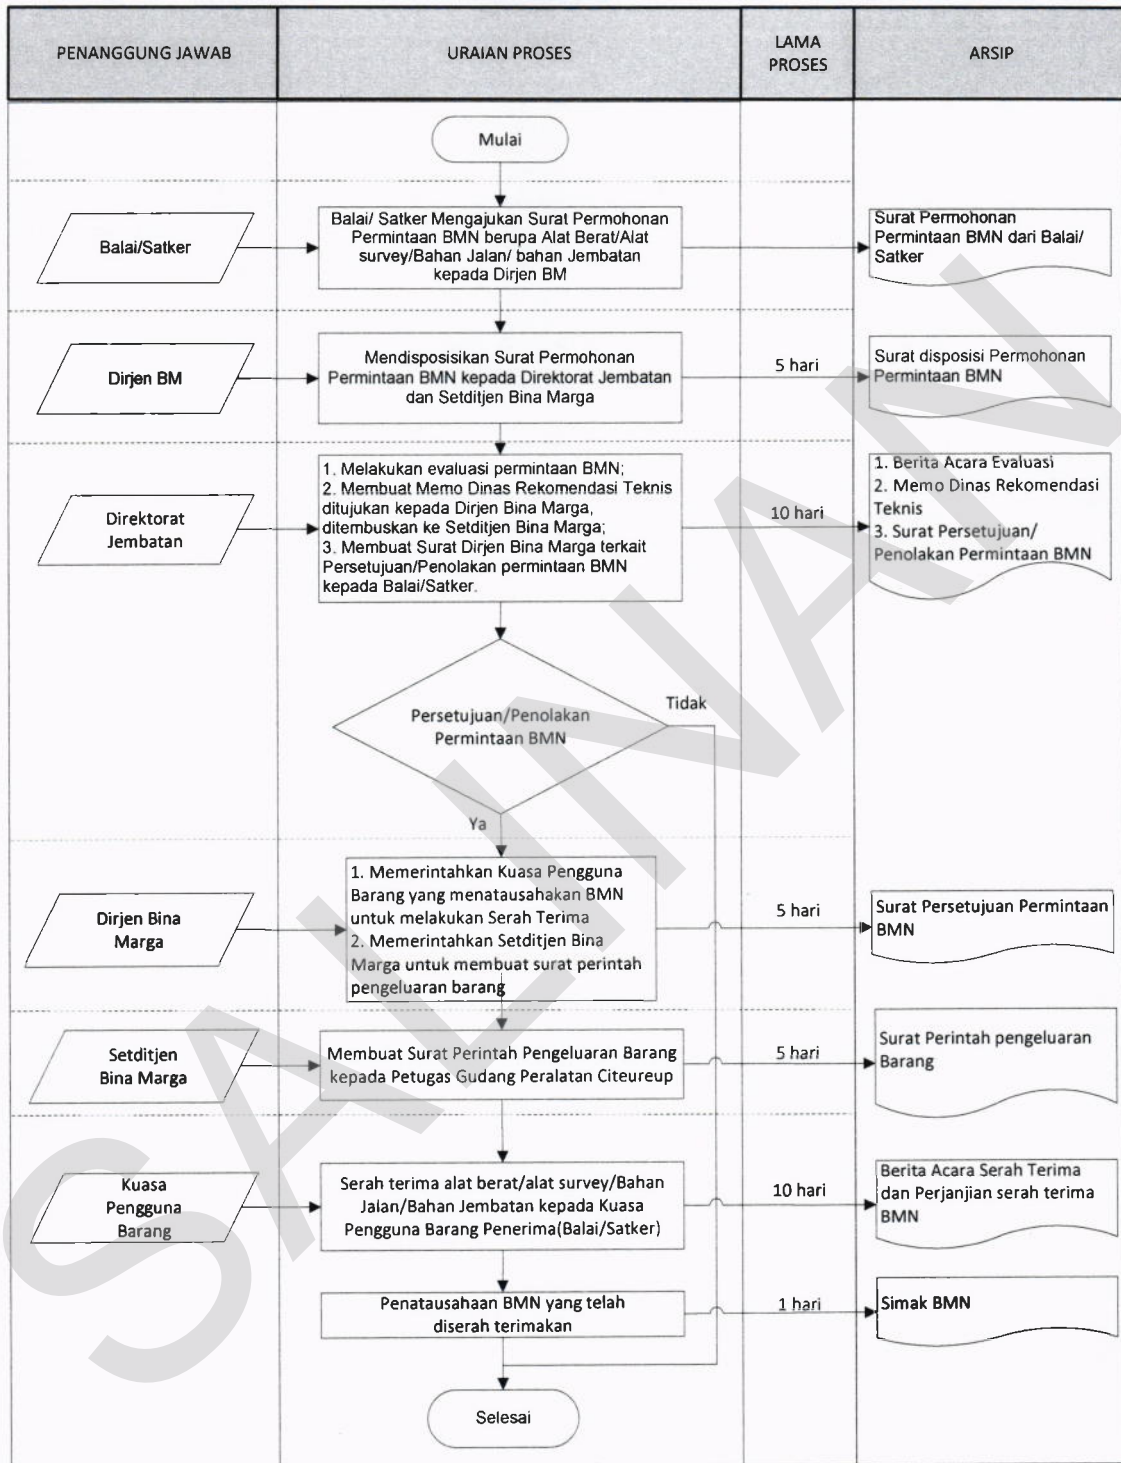 PENANGGUNG JAWAB
URAIAN PROSES
LAMA
PROSES
ARSIP
Mulai
Balai/Satker
Balai/ Satker Mengajukan Surat Permohonan
Permintaan BMN berupa Alat Berat/Alat
survey/Bahan Jalan/ bahan Jembatan
kepada Dirjen BM
Surat Permohonan
Permintaan BMN dari Balai/
Satker
Dirjen BM
Mendisposisikan Surat Permohonan
Permintaan BMN kepada Direktorat Jembatan
dan Setditjen Bina Marga
5 hari
Surat disposisi Permohonan
Permintaan BMN
Direktorat
Jembatan
1. Melakukan evaluasi permintaan BMN;
2. Membuat Memo Dinas Rekomendasi Teknis
ditujukan kepada Dirjen Bina Marga,
ditembuskan ke Setditjen Bina Marga;
3. Membuat Surat Dirjen Bina Marga terkait
Persetujuan/Penolakan permintaan BMN
kepada Balai/Satker.
10 hari
1. Berita Acara Evaluasi
2. Memo Dinas Rekomendasi
Teknis
3. Surat Persetujuan/
Penolakan Permintaan BMN
Persetujuan/Penolakan
Permintaan BMN
Tidak
Ya
Dirjen Bina
Marga
1. Memerintahkan Kuasa Pengguna
Barang yang menatausahakan BMN
untuk melakukan Serah Terima
2. Memerintahkan Setditjen Bina
Marga untuk membuat surat perintah
pengeluaran barang
5 hari
Surat Persetujuan Permintaan
BMN
Setditjen
Bina Marga
Membuat Surat Perintah Pengeluaran Barang
kepada Petugas Gudang Peralatan Citeureup
5 hari
Surat Perintah pengeluaran
Barang
Kuasa
Pengguna
Barang
Serah terima alat berat/alat survey/Bahan
Jalan/Bahan Jembatan kepada Kuasa
Pengguna Barang Penerima(Balai/Satker)
10 hari
Berita Acara Serah Terima
dan Perjanjian serah terima
BMN
Penatausahaan BMN yang telah
diserah terimakan
1 hari
Simak BMN
Selesai
SALINAN